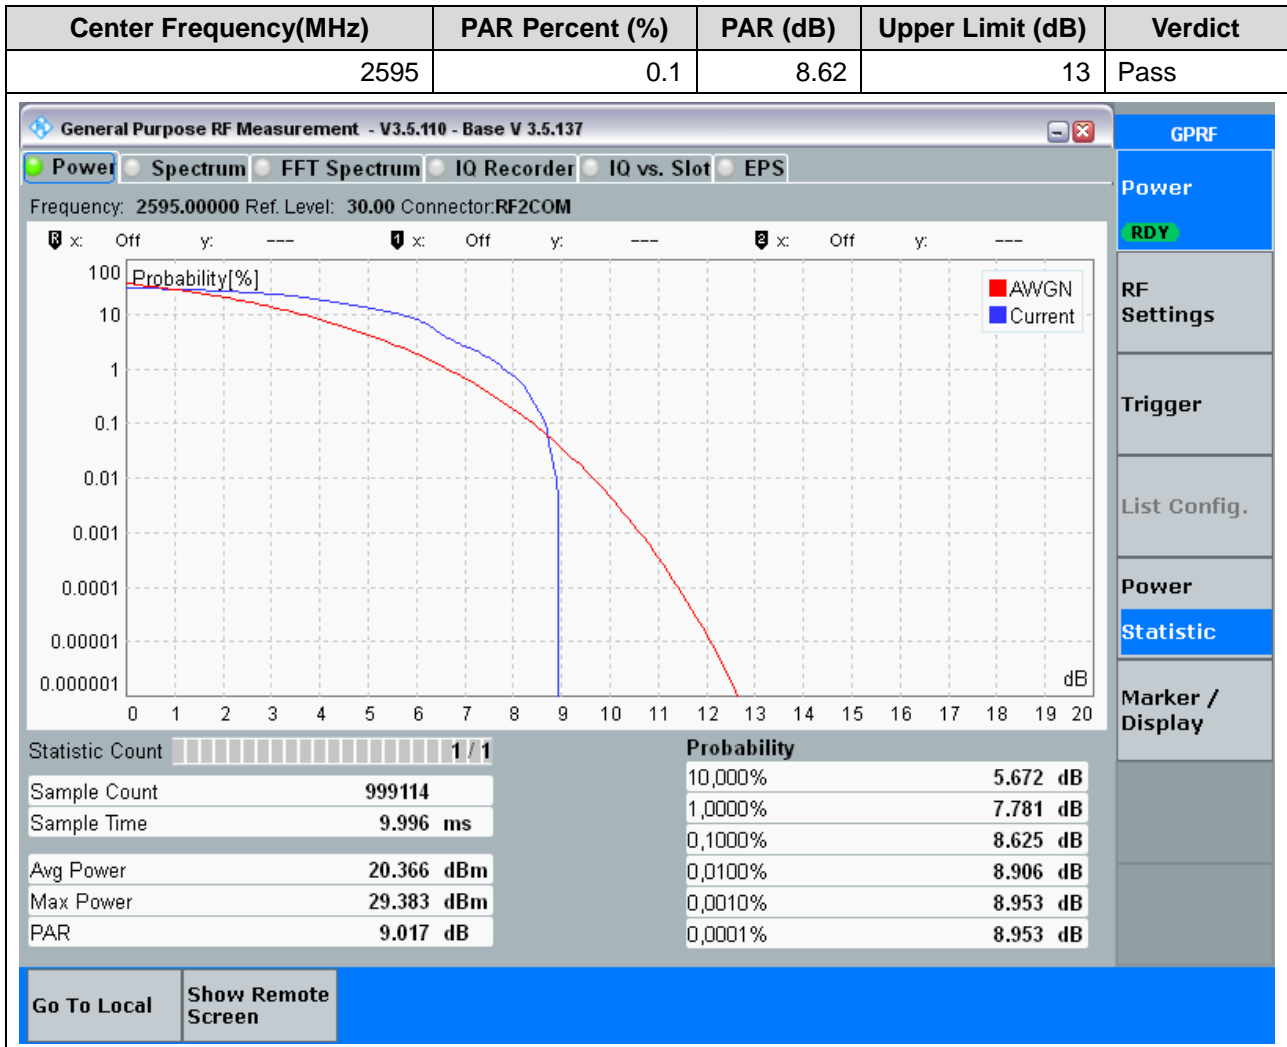 Center Frequency(MHz) PAR Percent (%) PAR (dB) Upper Limit (dB) Verdict
2595 0.1 8.62 13 Pass
General Purpose RF Measurement - V3.5.110 - Base V 3.5.137
Power Spectrum FFT Spectrum IQ Recorder IQ vs. Slot EPS
Frequency: 2595.00000 Ref. Level: 30.00 Connector:RF2COM
R x: Off y: --- 1 x: Off y: --- 2 x: Off y: ---
Probability[%]
AWGN
Current
100
10
1
0.1
0.01
0.001
0.0001
0.00001
0.000001
dB
0 1 2 3 4 5 6 7 8 9 10 11 12 13 14 15 16 17 18 19 20
Statistic Count 1 / 1
Sample Count 999114
Sample Time 9.996 ms
Avg Power 20.366 dBm
Max Power 29.383 dBm
PAR 9.017 dB
Probability
10,000% 5.672 dB
1,0000% 7.781 dB
0,1000% 8.625 dB
0,0100% 8.906 dB
0,0010% 8.953 dB
0,0001% 8.953 dB
GPRF
Power
RDY
RF
Settings
Trigger
List Config.
Power
Statistic
Marker /
Display
Go To Local
Show Remote
Screen